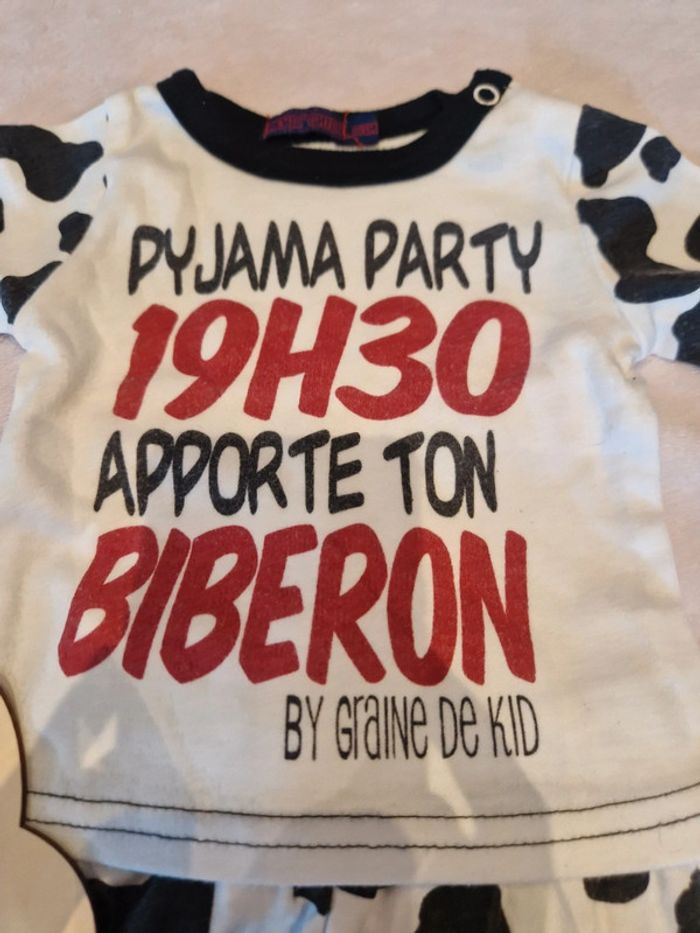 PYJAMA PARTY
19H30
APPORTE TON
BIBERON
BY GRAINE DE KID